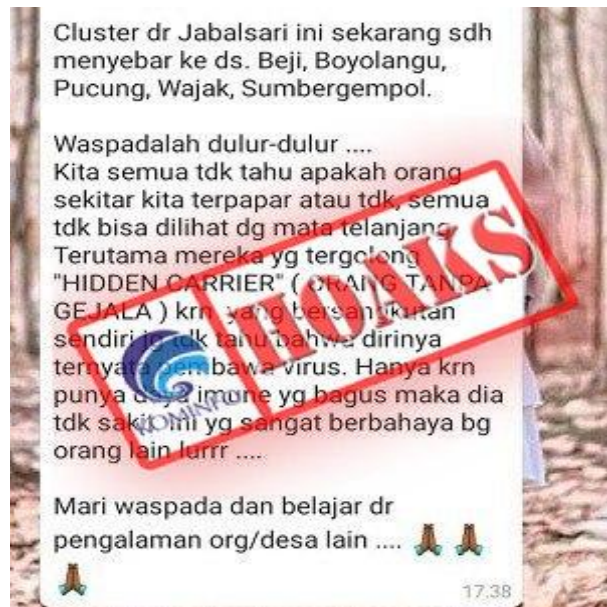 Cluster dr Jabalsari ini sekarang sdh
menyebar ke ds. Beji, Boyolangu,
Pucung, Wajak, Sumbergempol.
Waspadalah dulur-dulur ....
Kita semua tdk tahu apakah orang
sekitar kita terpapar atau tdk, semua
tdk bisa dilihat dg mata telanjang.
Terutama mereka yg tergolong
"HIDDEN CARRIER" ( ORANG TANPA
GEJALA ) krn yang bersangkutan
sendiri jg tdk tahu bahwa dirinya
ternyata pembawa virus. Hanya krn
punya daya imune yg bagus maka dia
tdk sakit. Ini yg sangat berbahaya bg
orang lain lurrr ....
Mari waspada dan belajar dr
pengalaman org/desa lain ....
17.38
KOMINFO
HOAKS